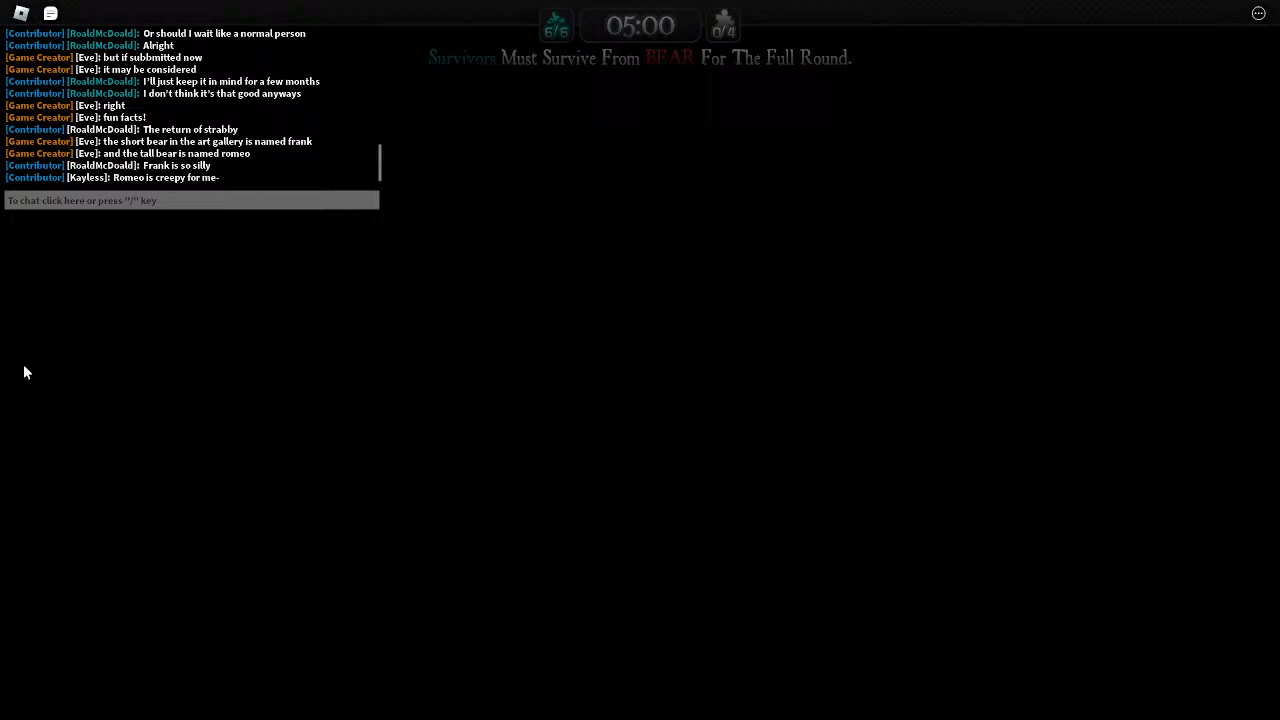 [Contributor] [RoaldMcDoald]: Or should I wait like a normal person
[Contributor] [RoaldMcDoald]: Alright
[Game Creator] [Eve]: but if subbmitted now
[Game Creator] [Eve]: it may be considered
[Contributor] [RoaldMcDoald]: I'll just keep it in mind for a few months
[Contributor] [RoaldMcDoald]: I don't think it's that good anyways
[Game Creator] [Eve]: right
[Game Creator] [Eve]: fun facts!
[Contributor] [RoaldMcDoald]: The return of strabby
[Game Creator] [Eve]: the short bear in the art gallery is named frank
[Game Creator] [Eve]: and the tall bear is named romeo
[Contributor] [RoaldMcDoald]: Frank is so silly
[Contributor] [Kayless]: Romeo is creepy for me-
To chat click here or press "/" key
6/6
05:00
0/4
Survivors Must Survive From BEAR For The Full Round.